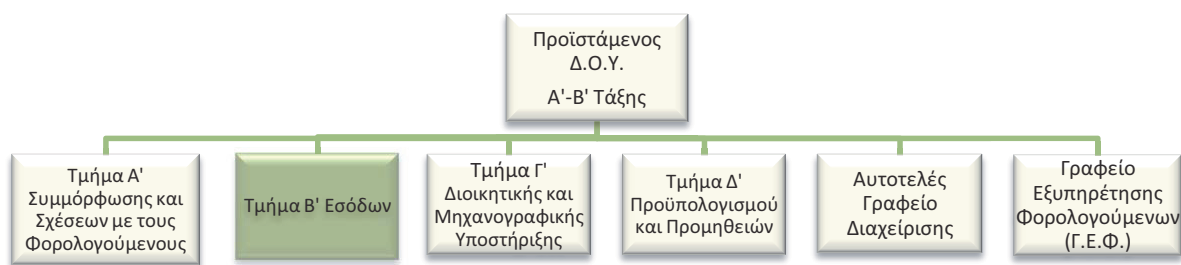 Προϊστάμενος
Δ.Ο.Υ.
Α'-Β' Τάξης
Τμήμα Α'
Συμμόρφωσης και
Σχέσεων με τους
Φορολογούμενους
Τμήμα Β' Εσόδων
Τμήμα Γ'
Διοικητικής και
Μηχανογραφικής
Υποστήριξης
Τμήμα Δ'
Προϋπολογισμού
και Προμηθειών
Αυτοτελές
Γραφείο
Διαχείρισης
Γραφείο
Εξυπηρέτησης
Φορολογούμενων
(Γ.Ε.Φ.)